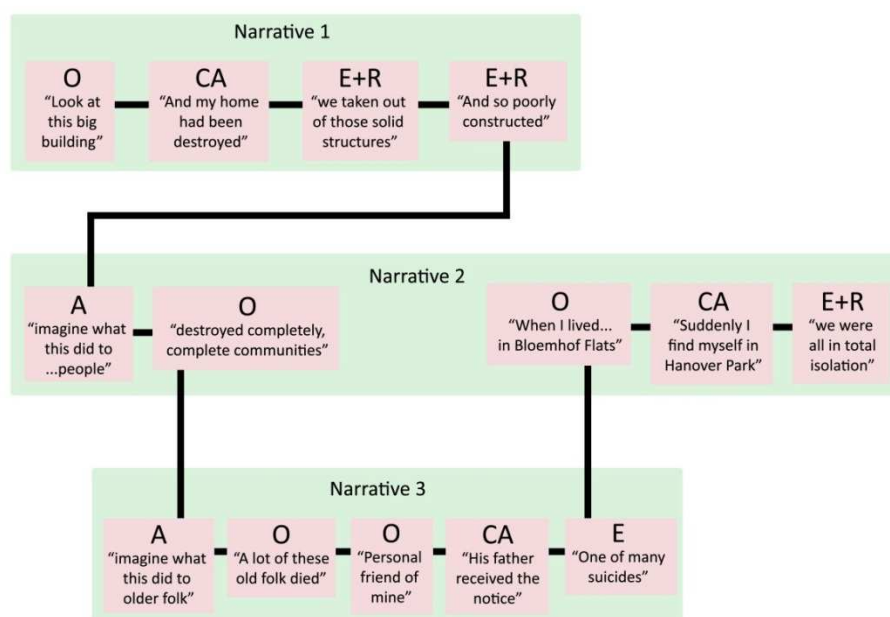 Narrative 1
O
“Look at
this big
building”
CA
“And my home
had been
destroyed”
E+R
“we taken out
of those solid
structures”
E+R
“And so poorly
constructed”
Narrative 2
A
“imagine what
this did to
...people”
O
“destroyed completely,
complete communities”
O
“When I lived...
in Bloemhof Flats”
CA
“Suddenly I
find myself in
Hanover Park”
E+R
“we were
all in total
isolation”
Narrative 3
A
“imagine what
this did to
older folk”
O
“A lot of these
old folk died”
O
“Personal
friend of
mine”
CA
“His father
received the
notice”
E
“One of many
suicides”